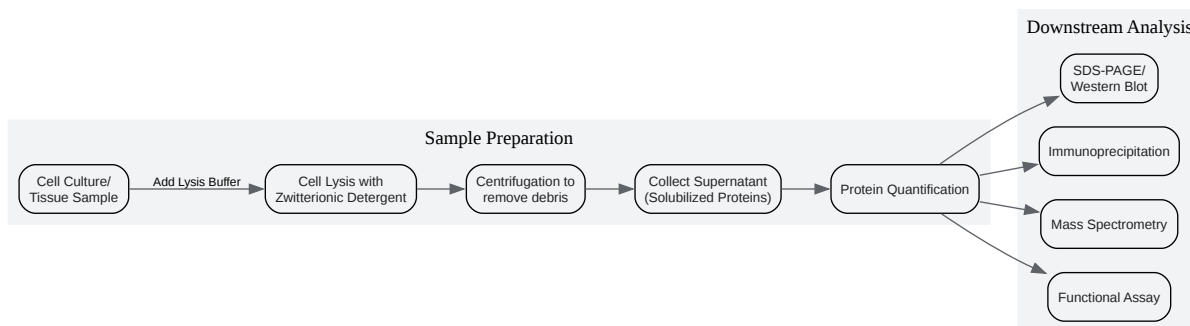 Downstream Analysis
SDS-PAGE/
Western Blot
Sample Preparation
Immunoprecipitation
Cell Culture/
Tissue Sample
Add Lysis Buffer
Cell Lysis with
Zwitterionic Detergent
Centrifugation to
remove debris
Collect Supernatant
(Solubilized Proteins)
Protein Quantification
Mass Spectrometry
Functional Assay